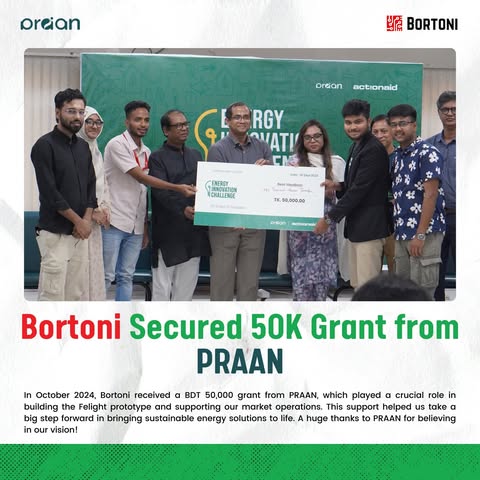 praan
BORTONI
praan actionaid
ENERGY
INNOVATION
CHALLENGE
ENERGY
INNOVATION
CHALLENGE
TK. 50,000.00
praan actionaid
Bortoni Secured 50K Grant from
PRAAN
In October 2024, Bortoni received a BDT 50,000 grant from PRAAN, which played a crucial role in
building the Felight prototype and supporting our market operations. This support helped us take a
big step forward in bringing sustainable energy solutions to life. A huge thanks to PRAAN for believing
in our vision!